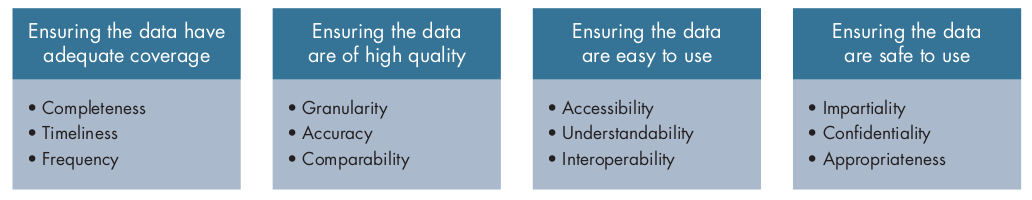 Ensuring the data have
adequate coverage
• Completeness
• Timeliness
• Frequency
Ensuring the data
are of high quality
• Granularity
• Accuracy
• Comparability
Ensuring the data
are easy to use
• Accessibility
• Understandability
• Interoperability
Ensuring the data
are safe to use
• Impartiality
• Confidentiality
• Appropriateness